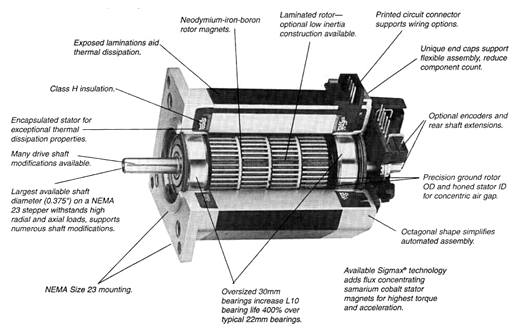 Neodymium-iron-boron
rotor magnets.
Laminated rotor—
optional low inertia
construction available.
Printed circuit connector
supports wiring options.
Exposed laminations aid
thermal dissipation.
Unique end caps support
flexible assembly, reduce
component count.
Class H insulation.
Encapsulated stator for
exceptional thermal
dissipation properties.
Optional encoders and
rear shaft extensions.
Many drive shaft
modifications available.
Largest available shaft
diameter (0.375") on a NEMA
23 stepper withstands high
radial and axial loads, supports
numerous shaft modifications.
Precision ground rotor
OD and honed stator ID
for concentric air gap.
Octagonal shape simplifies
automated assembly.
NEMA Size 23 mounting.
Oversized 30mm
bearings increase L10
bearing life 400% over
typical 22mm bearings.
Available Sigmax® technology
adds flux concentrating
samarium cobalt stator
magnets for highest torque
and acceleration.